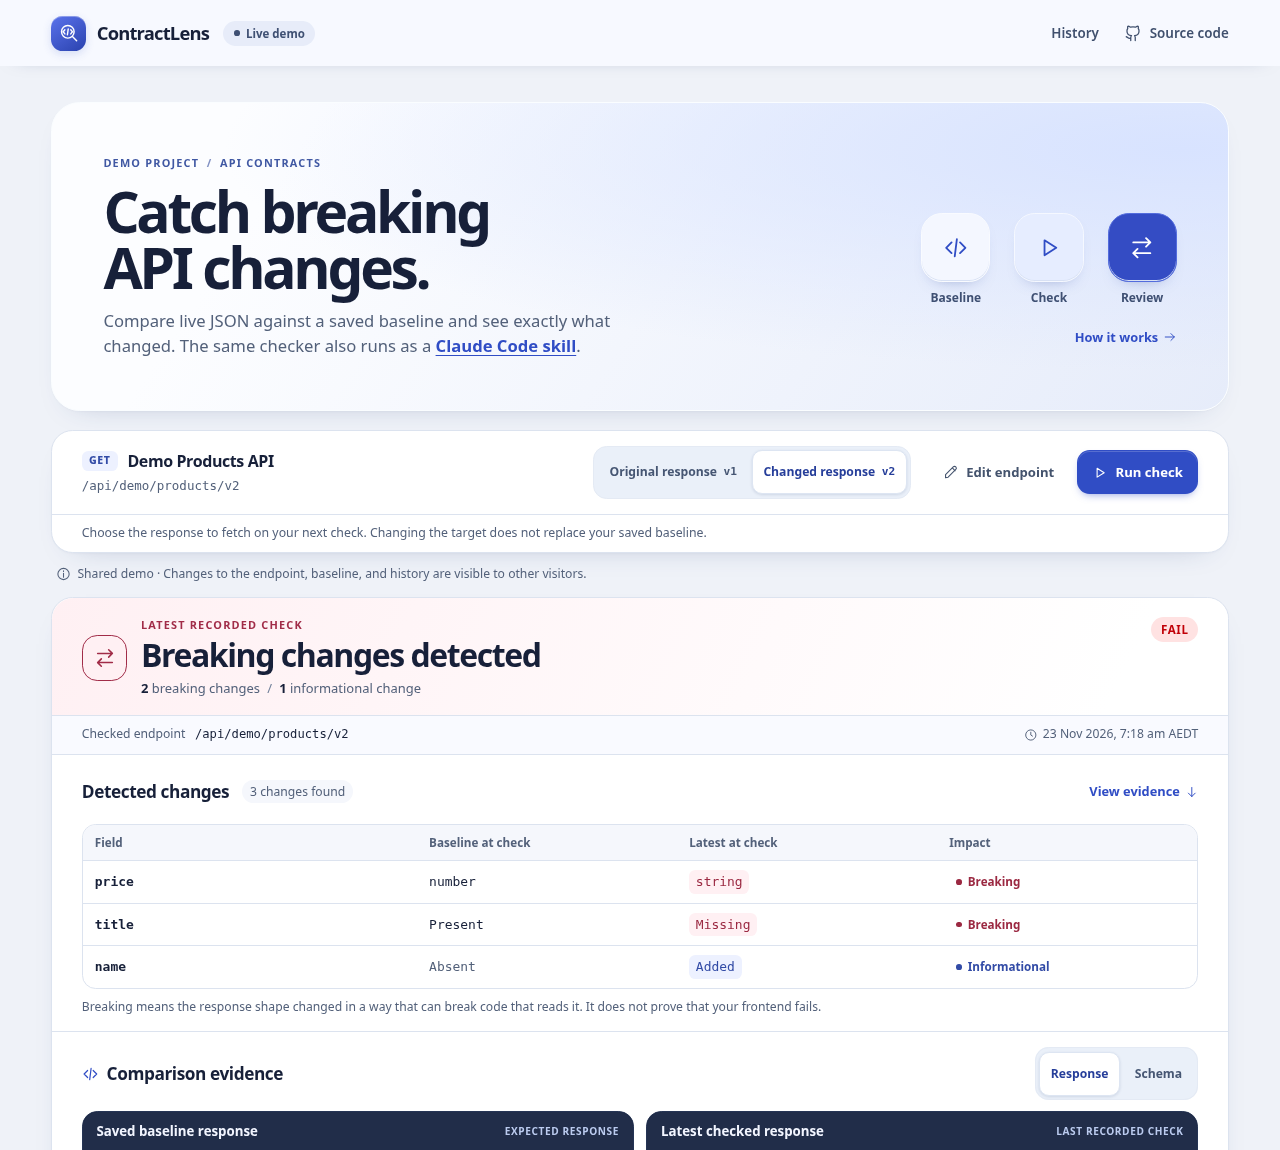 ContractLens
Live demo
History
Source code
DEMO PROJECT / API CONTRACTS
Catch breaking
API changes.
Compare live JSON against a saved baseline and see exactly what
changed. The same checker also runs as a Claude Code skill.
Baseline
Check
Review
How it works →
GET Demo Products API
/api/demo/products/v2
Original response v1
Changed response v2
Edit endpoint
Run check
Choose the response to fetch on your next check. Changing the target does not replace your saved baseline.
Shared demo · Changes to the endpoint, baseline, and history are visible to other visitors.
LATEST RECORDED CHECK
Breaking changes detected
2 breaking changes / 1 informational change
FAIL
Checked endpoint /api/demo/products/v2
23 Nov 2026, 7:18 am AEDT
Detected changes
3 changes found
View evidence ↓
Field Baseline at check Latest at check Impact
price number string Breaking
title Present Missing Breaking
name Absent Added Informational
Breaking means the response shape changed in a way that can break code that reads it. It does not prove that your frontend fails.
Comparison evidence
Response
Schema
Saved baseline response
EXPECTED RESPONSE
Latest checked response
LAST RECORDED CHECK